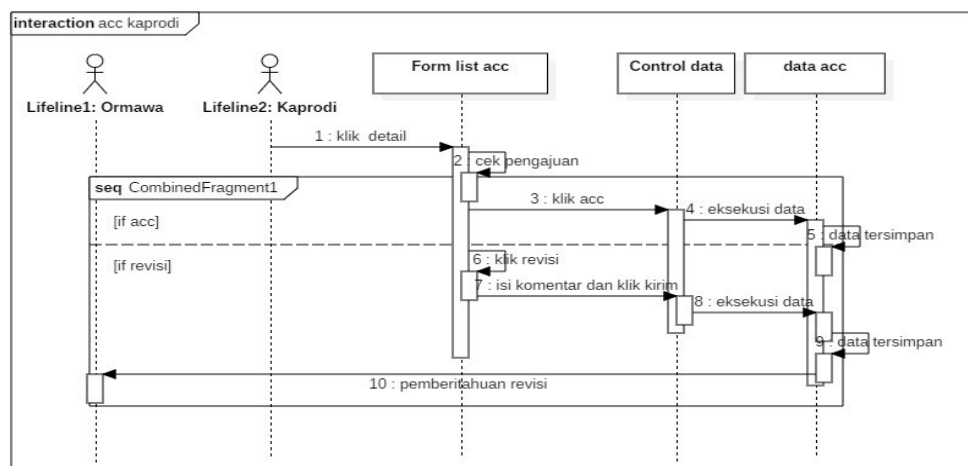 interaction acc kaprodi
Form list acc
Control data
data acc
Lifeline1: Ormawa
Lifeline2: Kaprodi
1 : klik detail
2 : cek pengajuan
seq CombinedFragment1
3 : klik acc
4 : eksekusi data
[if acc]
5 : data tersimpan
[if revisi]
6 : klik revisi
7 : isi komentar dan klik kirim
8 : eksekusi data
9 : data tersimpan
10 : pemberitahuan revisi